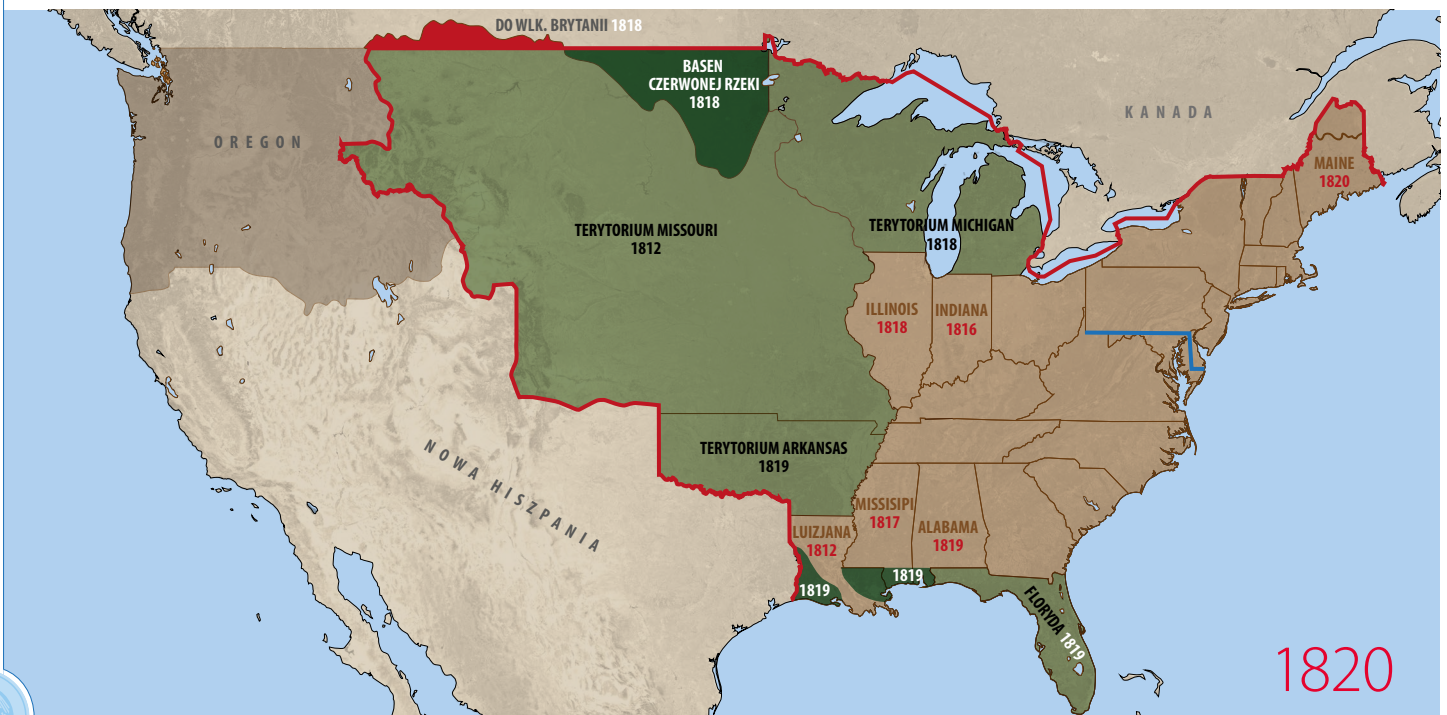 DO WLK. BRYTANII 1818
BASEN
CZERWONEJ RZEKI
1818
KANADA
OREGON
MAINE
1820
TERYTORIUM MISSOURI
1812
TERYTORIUM MICHIGAN
1818
ILLINOIS
1818
INDIANA
1816
TERYTORIUM ARKANSAS
1819
NOWA HISZPANIA
MISSISIPI
1817
LUIZJANA
1812
ALABAMA
1819
1819
1819
FLORYDA 1819
1820